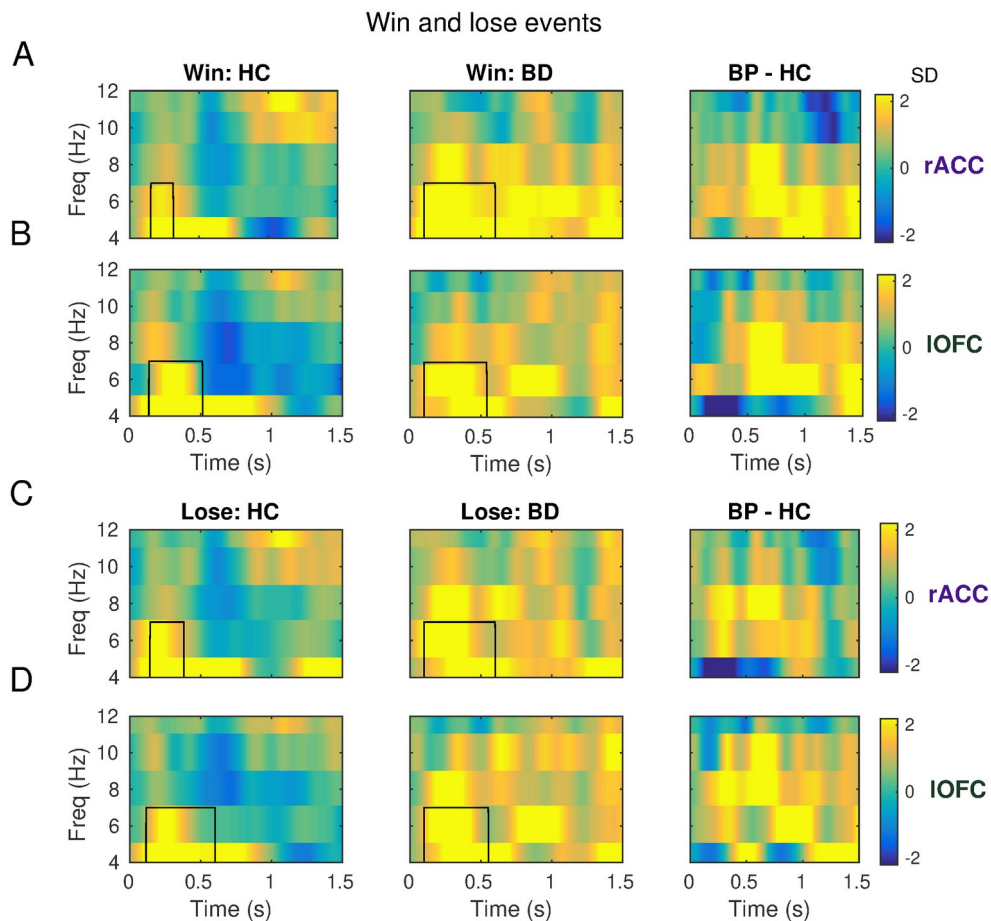 Win and lose events
A
Win: HC
Win: BD
BP - HC
SD
Freq (Hz)
12
10
8
6
4
2
0
-2
rACC
B
Freq (Hz)
12
10
8
6
4
0 0.5 1 1.5
0 0.5 1 1.5
0 0.5 1 1.5
Time (s)
Time (s)
Time (s)
2
0
-2
lOFC
C
Lose: HC
Lose: BD
BP - HC
Freq (Hz)
12
10
8
6
4
2
0
-2
rACC
D
Freq (Hz)
12
10
8
6
4
0 0.5 1 1.5
0 0.5 1 1.5
0 0.5 1 1.5
Time (s)
Time (s)
Time (s)
2
0
-2
lOFC